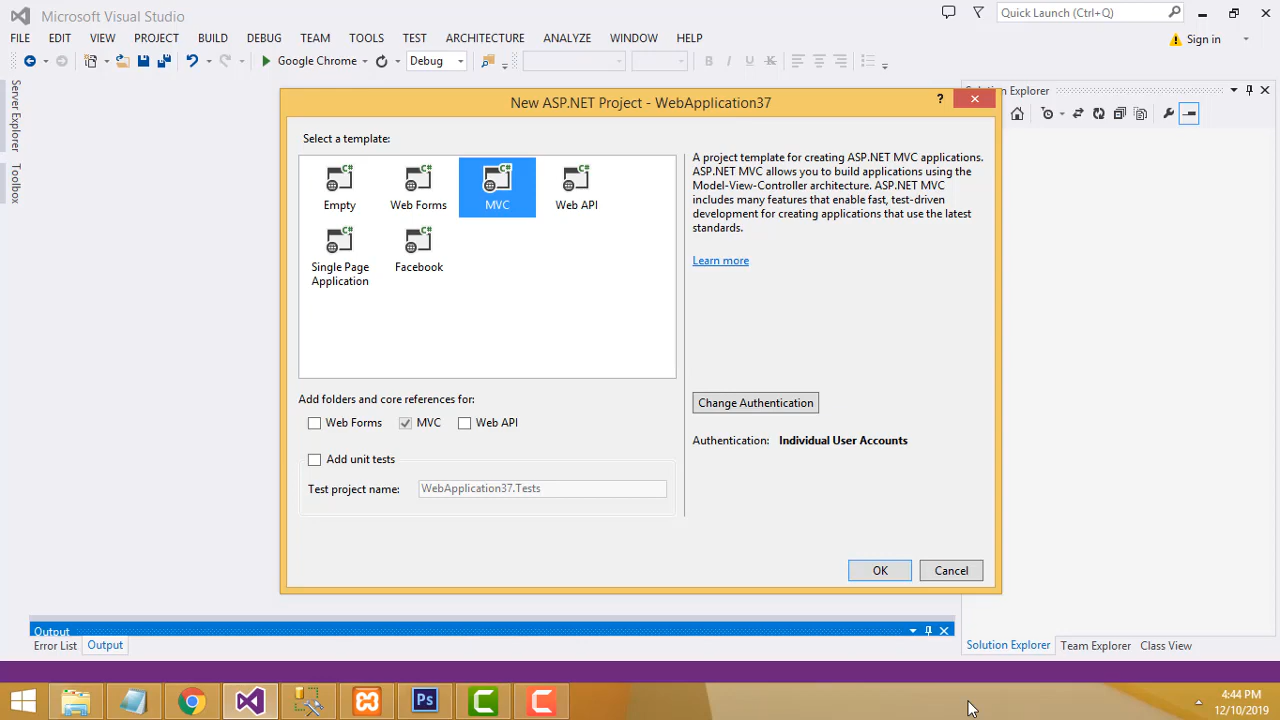 Microsoft Visual Studio
Quick Launch (Ctrl+Q)
FILE EDIT VIEW PROJECT BUILD DEBUG TEAM TOOLS TEST ARCHITECTURE ANALYZE WINDOW HELP
Sign in
Google Chrome Debug
Server Explorer
Toolbox
Solution Explorer
New ASP.NET Project - WebApplication37
?
Select a template:
C# Empty
C# Web Forms
C# MVC
C# Web API
Single Page
Application
Facebook
A project template for creating ASP.NET MVC applications.
ASP.NET MVC allows you to build applications using the
Model-View-Controller architecture. ASP.NET MVC
includes many features that enable fast, test-driven
development for creating applications that use the latest
standards.
Learn more
Add folders and core references for:
Web Forms MVC Web API
Add unit tests
Test project name: WebApplication37.Tests
Change Authentication
Authentication: Individual User Accounts
OK Cancel
Output
Error List Output
Solution Explorer Team Explorer Class View
Ps C C
4:44 PM
12/10/2019